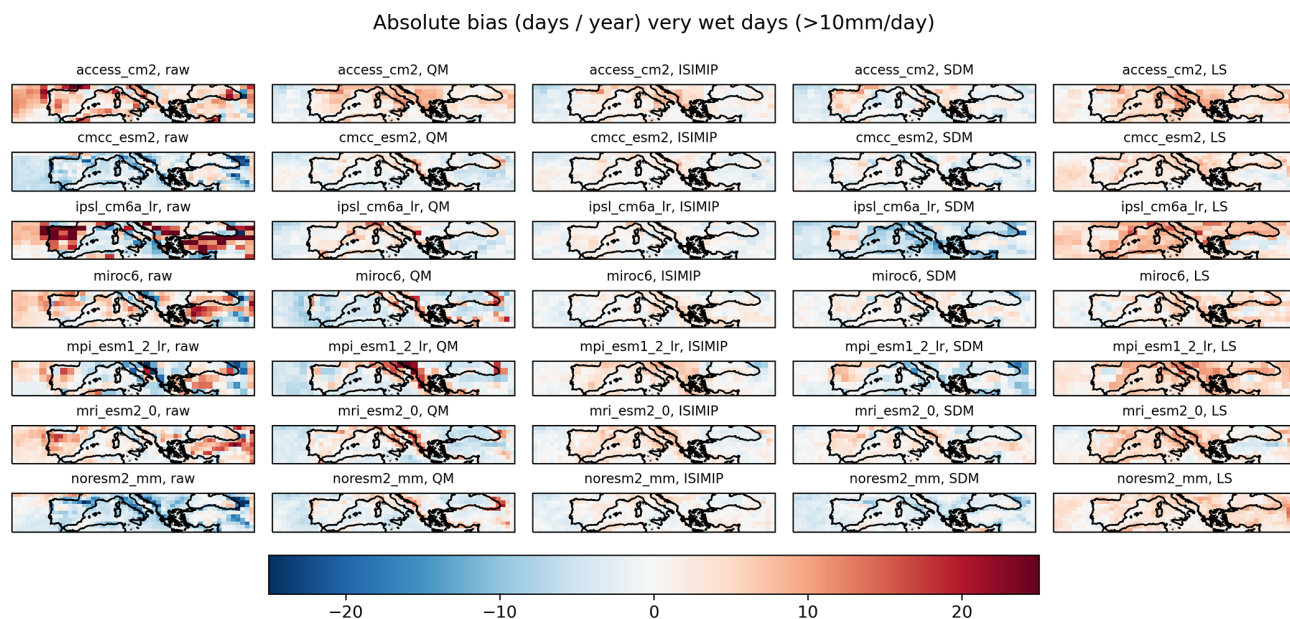 Absolute bias (days / year) very wet days (>10mm/day)
access_cm2, raw
access_cm2, QM
access_cm2, ISIMIP
access_cm2, SDM
access_cm2, LS
cmcc_esm2, raw
cmcc_esm2, QM
cmcc_esm2, ISIMIP
cmcc_esm2, SDM
cmcc_esm2, LS
ipsl_cm6a_lr, raw
ipsl_cm6a_lr, QM
ipsl_cm6a_lr, ISIMIP
ipsl_cm6a_lr, SDM
ipsl_cm6a_lr, LS
miroc6, raw
miroc6, QM
miroc6, ISIMIP
miroc6, SDM
miroc6, LS
mpi_esm1_2_lr, raw
mpi_esm1_2_lr, QM
mpi_esm1_2_lr, ISIMIP
mpi_esm1_2_lr, SDM
mpi_esm1_2_lr, LS
mri_esm2_0, raw
mri_esm2_0, QM
mri_esm2_0, ISIMIP
mri_esm2_0, SDM
mri_esm2_0, LS
noresm2_mm, raw
noresm2_mm, QM
noresm2_mm, ISIMIP
noresm2_mm, SDM
noresm2_mm, LS
−20 −10 0 10 20